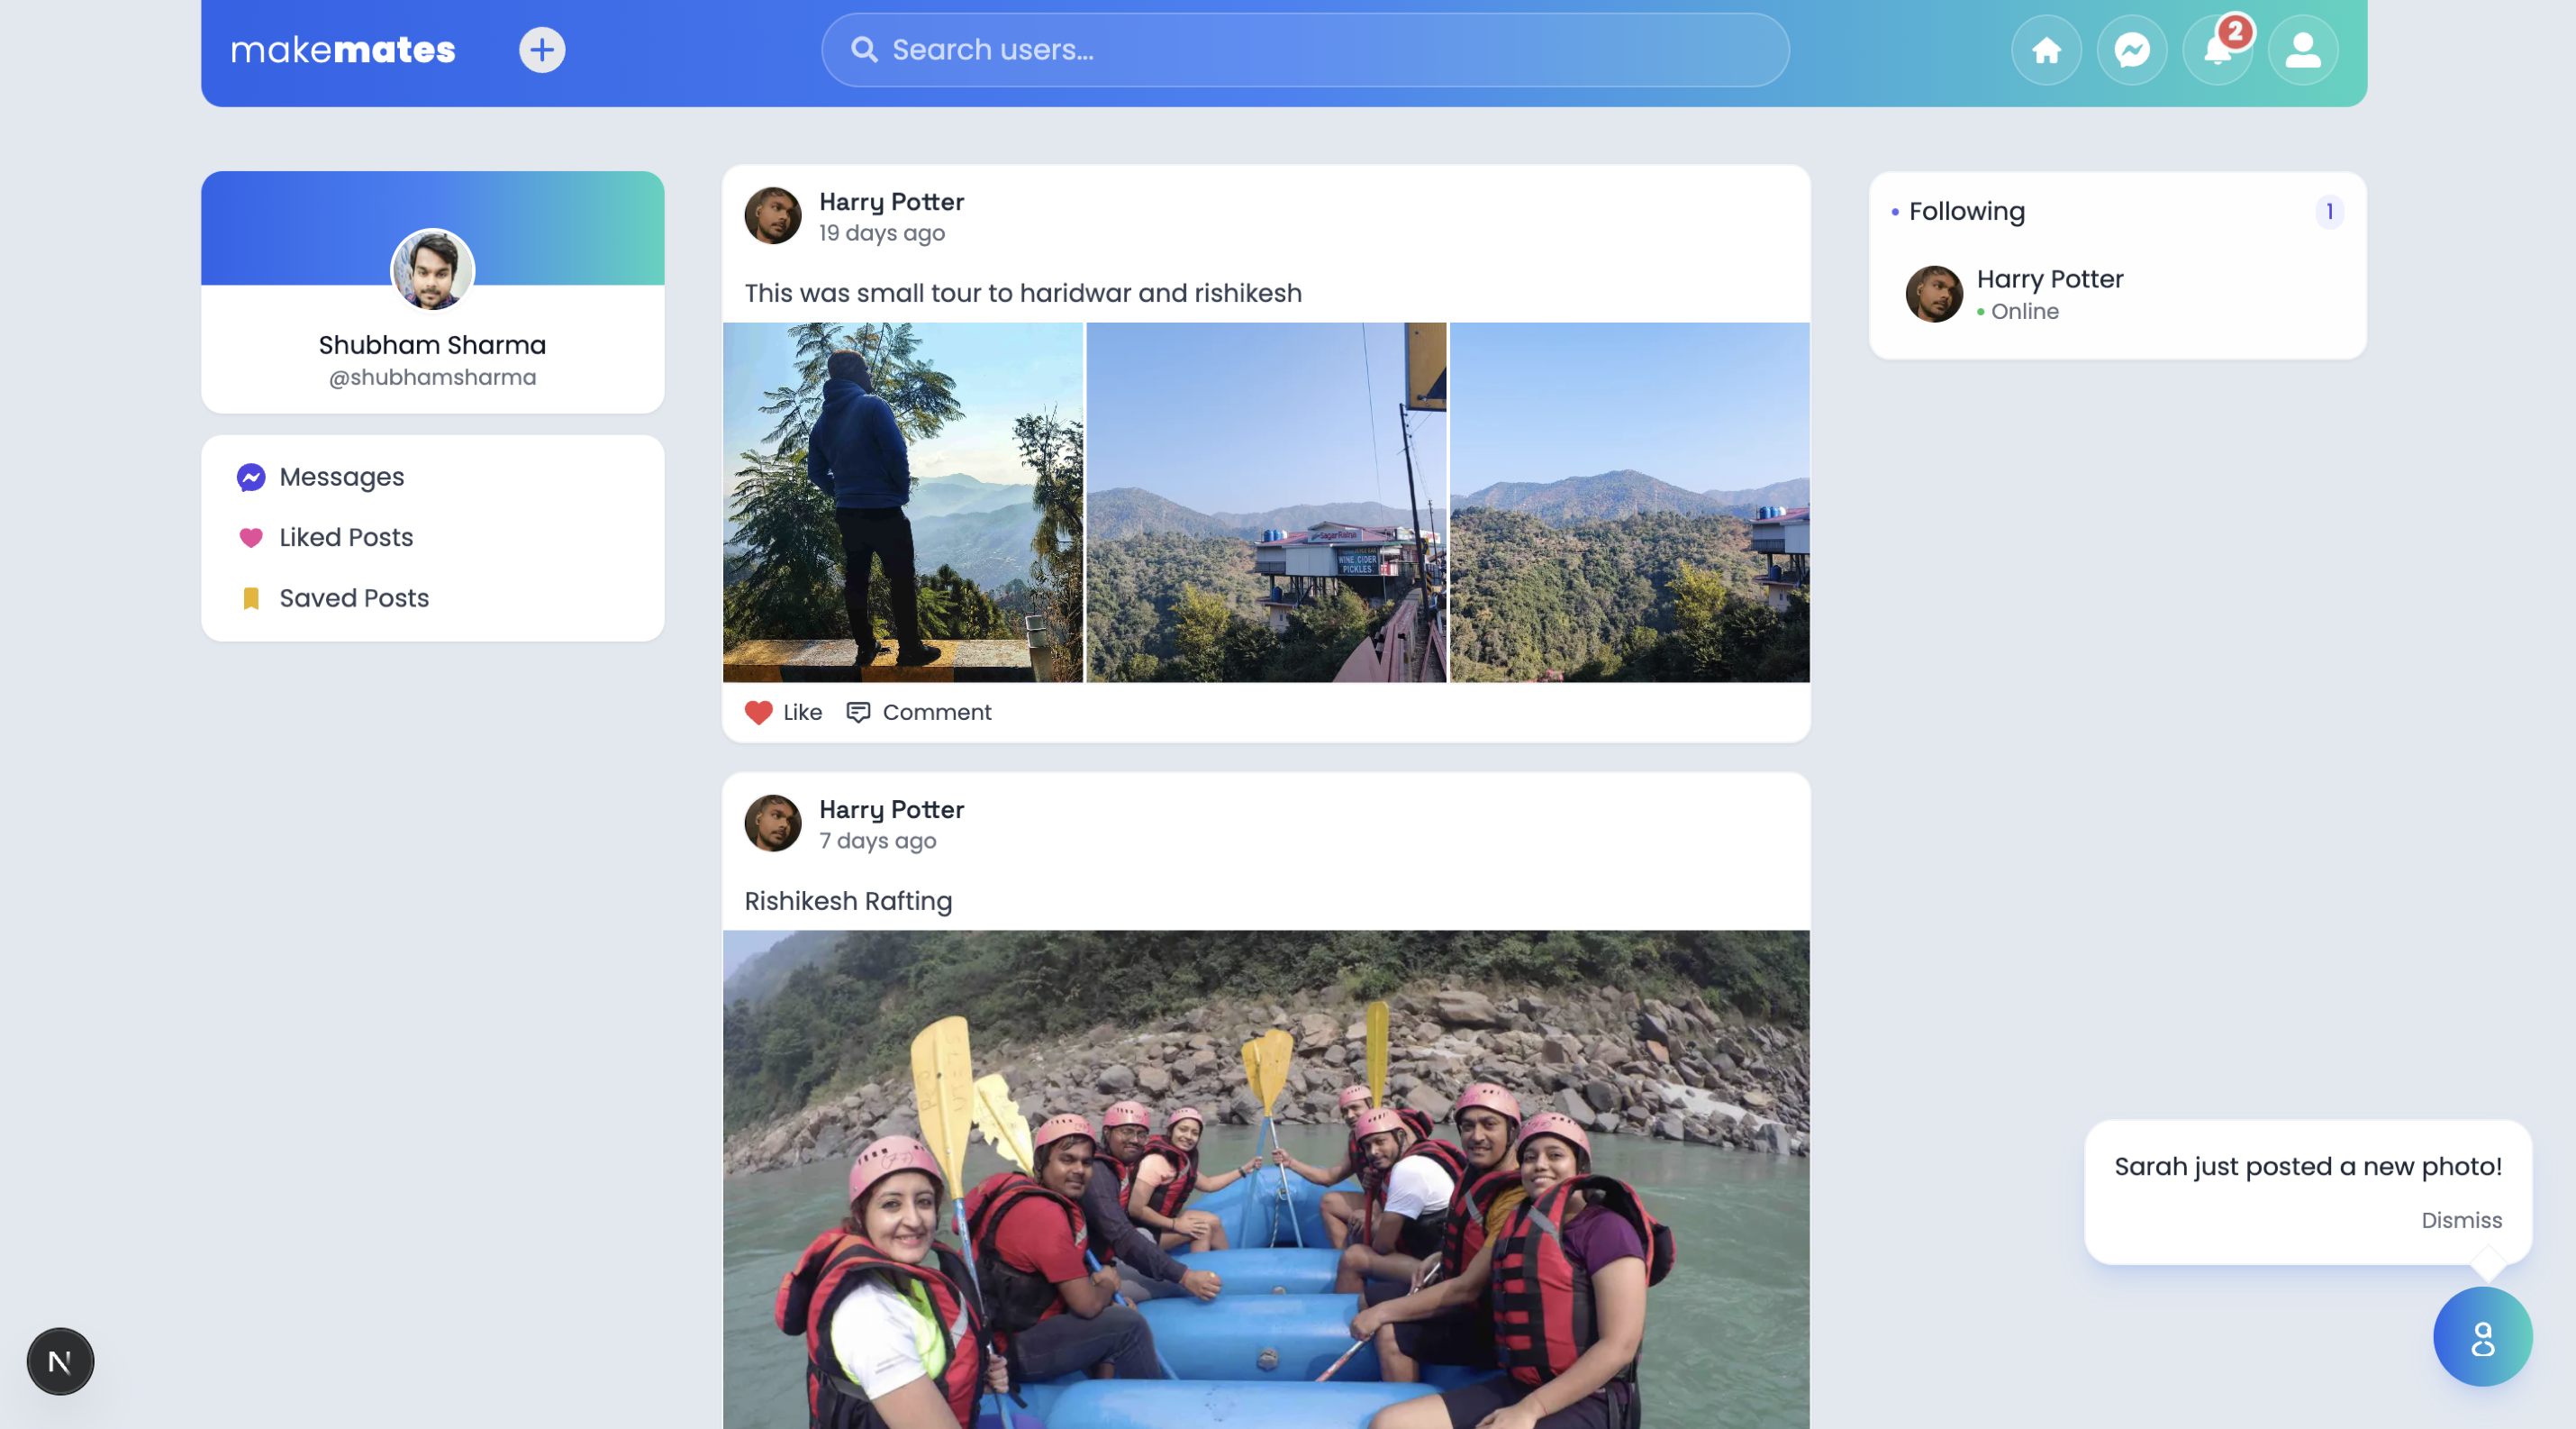 makemates
Search users...
2
Shubham Sharma
@shubhamsharma
Messages
Liked Posts
Saved Posts
Harry Potter
19 days ago
This was small tour to haridwar and rishikesh
SagarRatna
WINE CIDER
PICKLES
Like
Comment
Harry Potter
7 days ago
Rishikesh Rafting
Following
1
Harry Potter
Online
Sarah just posted a new photo!
Dismiss
N